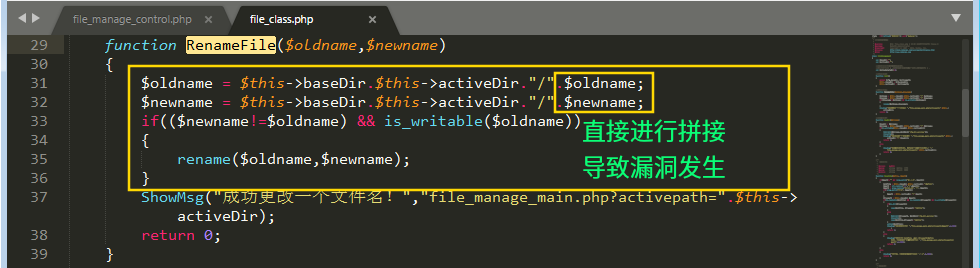 file_manage_control.php × file_class.php ×
29 function RenameFile($oldname,$newname)
30 {
31 $oldname = $this->baseDir.$this->activeDir."/".$oldname;
32 $newname = $this->baseDir.$this->activeDir."/".$newname;
33 if(($newname!=$oldname) && is_writable($oldname))
直接进行拼接
34 {
35 rename($oldname,$newname);
导致漏洞发生
36 }
37 ShowMsg("成功更改一个文件名！","file_manage_main.php?activepath=".$this->
activeDir);
38 return 0;
39 }